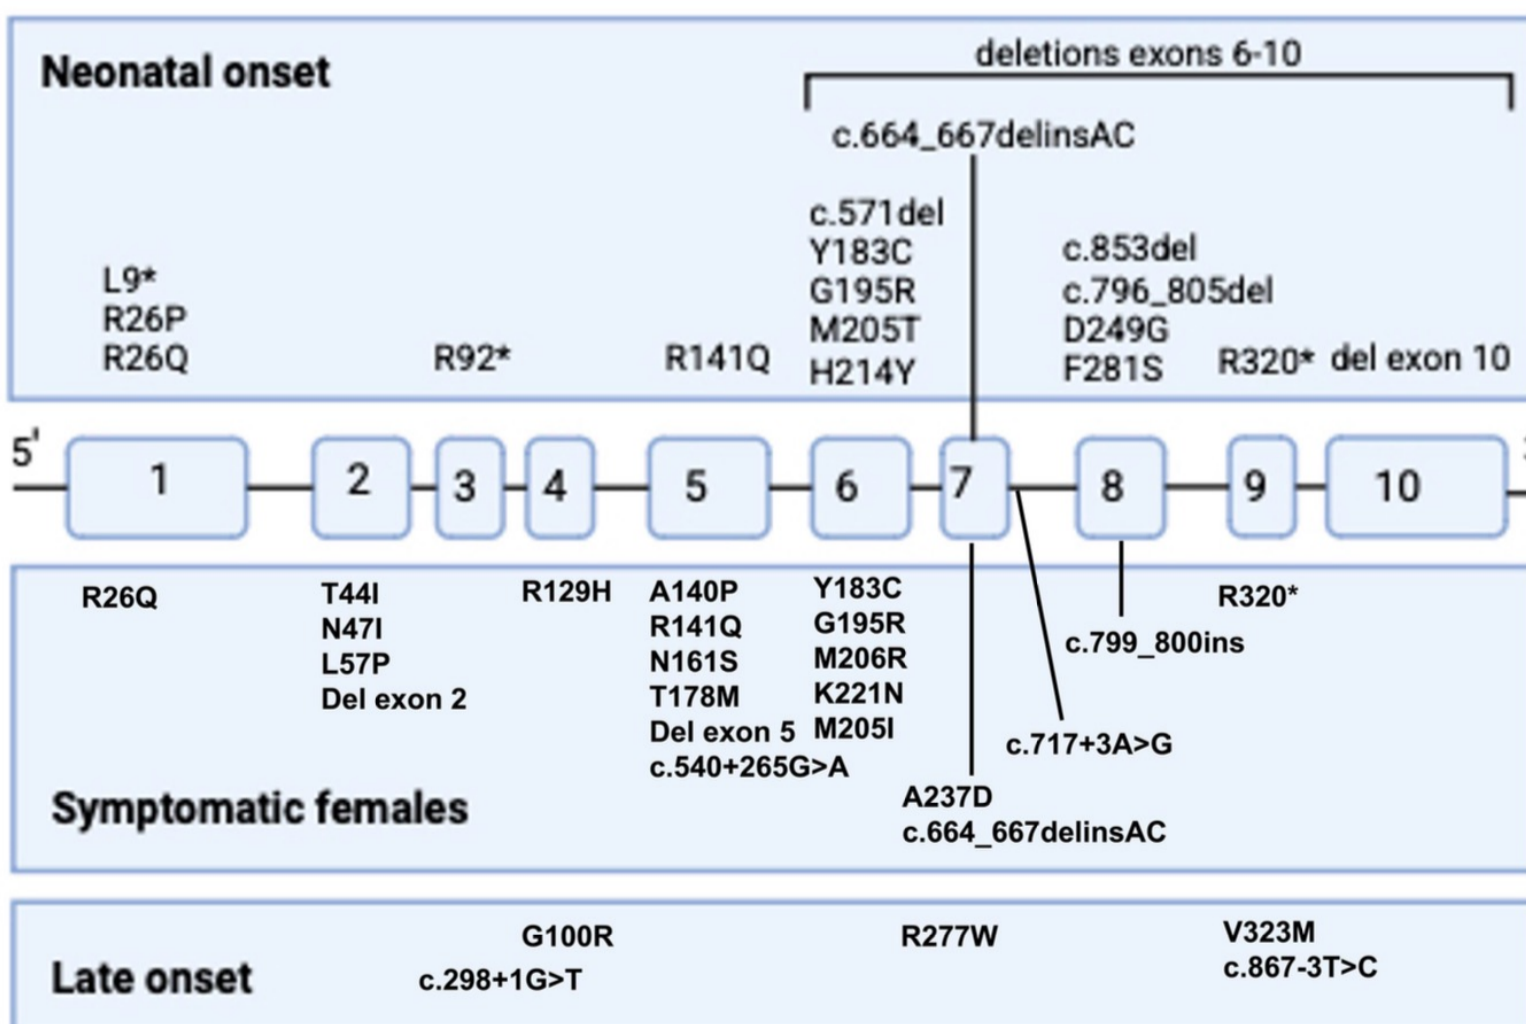 deletions exons 6-10
Neonatal onset
c.664_667delinsAC
c.571del
Y183C
G195R
M205T
H214Y
c.853del
c.796_805del
D249G
F281S
L9*
R26P
R26Q
R92*
R141Q
R320*
del exon 10
5'
1
2
3
4
5
6
7
8
9
10
R26Q
T44I
N47I
L57P
Del exon 2
R129H
A140P
R141Q
N161S
T178M
Del exon 5
c.540+265G>A
Y183C
G195R
M206R
K221N
M205I
c.799_800ins
R320*
c.717+3A>G
A237D
c.664_667delinsAC
Symptomatic females
G100R
c.298+1G>T
R277W
V323M
c.867-3T>C
Late onset